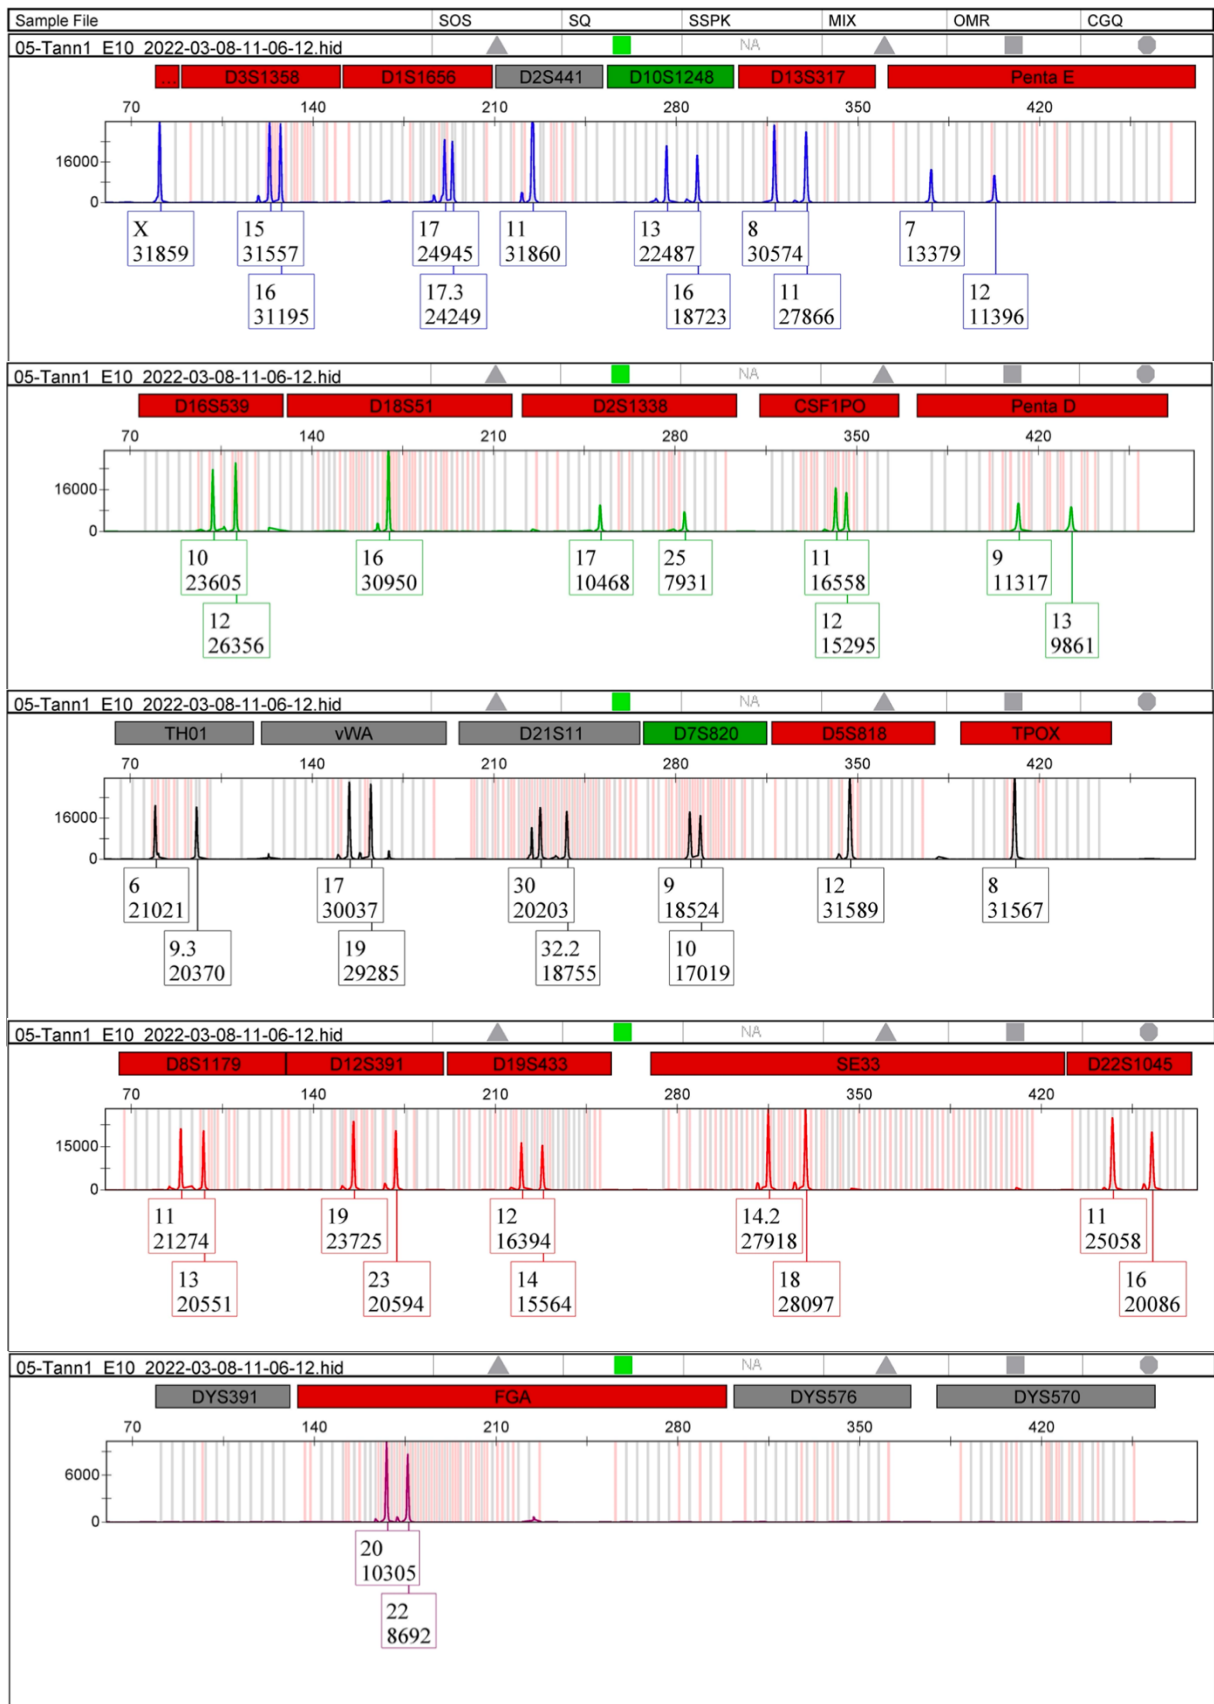 Sample File SOS SQ SSPK MIX OMR CGQ
05-Tann1_E10_2022-03-08-11-06-12.hid NA
... D3S1358 D1S1656 D2S441 D10S1248 D13S317 Penta E
70 140 210 280 350 420
16000
0
X 15 17 11 13 8 7
31859 31557 24945 31860 22487 30574 13379
16 17.3 16 11 12
31195 24249 18723 27866 11396
05-Tann1_E10_2022-03-08-11-06-12.hid NA
D16S539 D18S51 D2S1338 CSF1PO Penta D
70 140 210 280 350 420
16000
0
10 16 17 25 11 9
23605 30950 10468 7931 16558 11317
12 12 13
26356 15295 9861
05-Tann1_E10_2022-03-08-11-06-12.hid NA
TH01 vWA D21S11 D7S820 D5S818 TPOX
70 140 210 280 350 420
16000
0
6 17 30 9 12 8
21021 30037 20203 18524 31589 31567
9.3 19 32.2 10
20370 29285 18755 17019
05-Tann1_E10_2022-03-08-11-06-12.hid NA
D8S1179 D12S391 D19S433 SE33 D22S1045
70 140 210 280 350 420
15000
0
11 19 12 14.2 11
21274 23725 16394 27918 25058
13 23 14 18 16
20551 20594 15564 28097 20086
05-Tann1_E10_2022-03-08-11-06-12.hid NA
DYS391 FGA DYS576 DYS570
70 140 210 280 350 420
6000
0
20
10305
22
8692